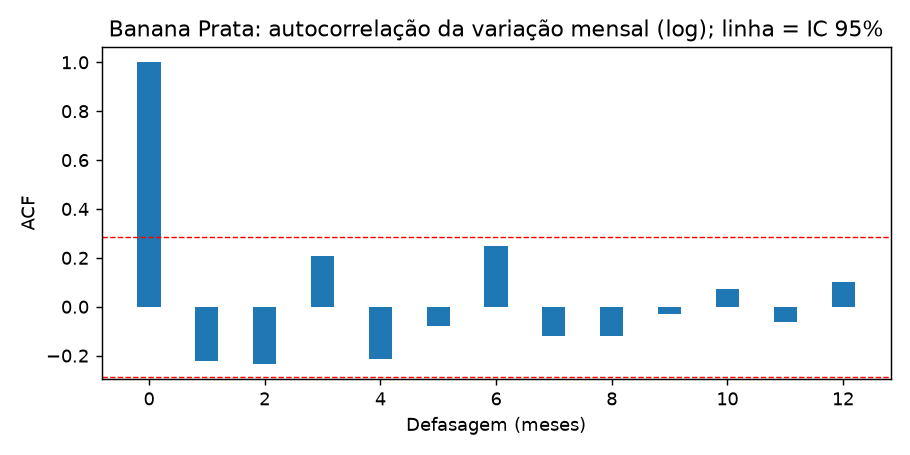 Banana Prata: autocorrelação da variação mensal (log); linha = IC 95%
ACF
1.0
0.8
0.6
0.4
0.2
0.0
−0.2
0 2 4 6 8 10 12
Defasagem (meses)